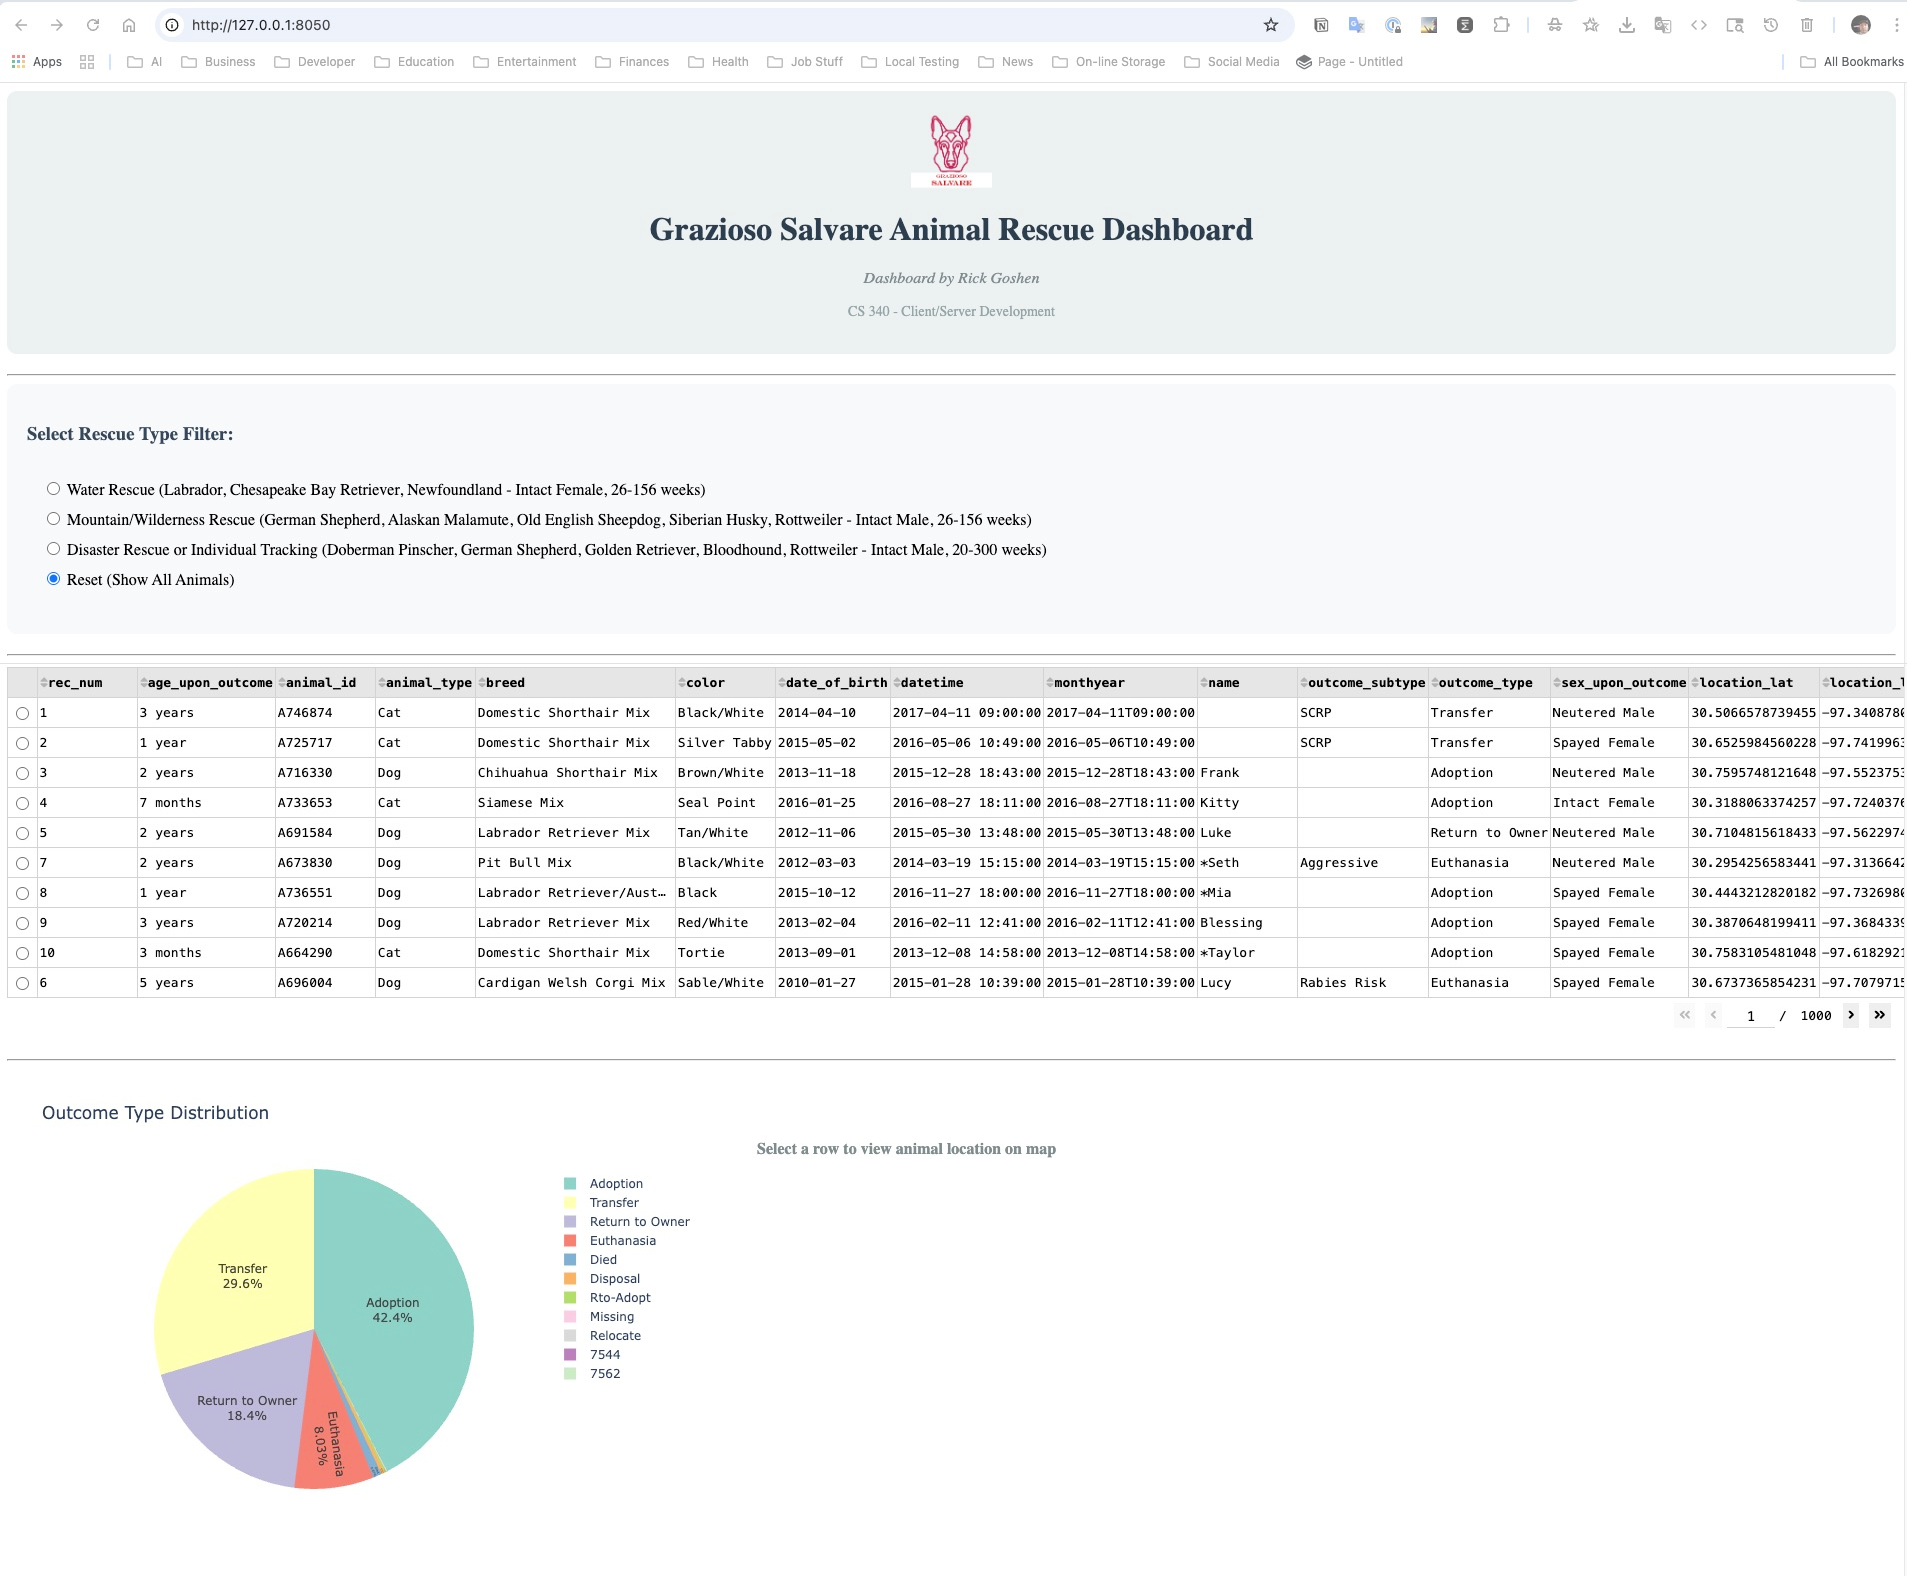 http://127.0.0.1:8050
Apps AI Business Developer Education Entertainment Finances Health Job Stuff Local Testing News On-line Storage Social Media Page - Untitled All Bookmarks
GRAZIOSO
SALVARE
Grazioso Salvare Animal Rescue Dashboard
Dashboard by Rick Goshen
CS 340 - Client/Server Development
Select Rescue Type Filter:
Water Rescue (Labrador, Chesapeake Bay Retriever, Newfoundland - Intact Female, 26-156 weeks)
Mountain/Wilderness Rescue (German Shepherd, Alaskan Malamute, Old English Sheepdog, Siberian Husky, Rottweiler - Intact Male, 26-156 weeks)
Disaster Rescue or Individual Tracking (Doberman Pinscher, German Shepherd, Golden Retriever, Bloodhound, Rottweiler - Intact Male, 20-300 weeks)
Reset (Show All Animals)
rec_num age_upon_outcome animal_id animal_type breed color date_of_birth datetime monthyear name outcome_subtype outcome_type sex_upon_outcome location_lat location_l
1 3 years A746874 Cat Domestic Shorthair Mix Black/White 2014-04-10 2017-04-11 09:00:00 2017-04-11T09:00:00 SCRP Transfer Neutered Male 30.5066578739455 -97.3408780
2 1 year A725717 Cat Domestic Shorthair Mix Silver Tabby 2015-05-02 2016-05-06 10:49:00 2016-05-06T10:49:00 SCRP Transfer Spayed Female 30.6525984560228 -97.7419963
3 2 years A716330 Dog Chihuahua Shorthair Mix Brown/White 2013-11-18 2015-12-28 18:43:00 2015-12-28T18:43:00 Frank Adoption Neutered Male 30.7595748121648 -97.5523753
4 7 months A733653 Cat Siamese Mix Seal Point 2016-01-25 2016-08-27 18:11:00 2016-08-27T18:11:00 Kitty Adoption Intact Female 30.3188063374257 -97.7240376
5 2 years A691584 Dog Labrador Retriever Mix Tan/White 2012-11-06 2015-05-30 13:48:00 2015-05-30T13:48:00 Luke Return to Owner Neutered Male 30.7104815618433 -97.5622974
7 2 years A673830 Dog Pit Bull Mix Black/White 2012-03-03 2014-03-19 15:15:00 2014-03-19T15:15:00 *Seth Aggressive Euthanasia Neutered Male 30.2954256583441 -97.3136642
8 1 year A736551 Dog Labrador Retriever/Aust… Black 2015-10-12 2016-11-27 18:00:00 2016-11-27T18:00:00 *Mia Adoption Spayed Female 30.4443212820182 -97.7326980
9 3 years A720214 Dog Labrador Retriever Mix Red/White 2013-02-04 2016-02-11 12:41:00 2016-02-11T12:41:00 Blessing Adoption Spayed Female 30.3870648199411 -97.3684339
10 3 months A664290 Cat Domestic Shorthair Mix Tortie 2013-09-01 2013-12-08 14:58:00 2013-12-08T14:58:00 *Taylor Adoption Spayed Female 30.7583105481048 -97.6182921
6 5 years A696004 Dog Cardigan Welsh Corgi Mix Sable/White 2010-01-27 2015-01-28 10:39:00 2015-01-28T10:39:00 Lucy Rabies Risk Euthanasia Spayed Female 30.6737365854231 -97.7079715
1 / 1000
Outcome Type Distribution
Select a row to view animal location on map
Adoption
Transfer
Return to Owner
Euthanasia
Died
Disposal
Rto-Adopt
Missing
Relocate
7544
7562
Transfer
29.6%
Adoption
42.4%
Return to Owner
18.4%
Euthanasia
8.03%